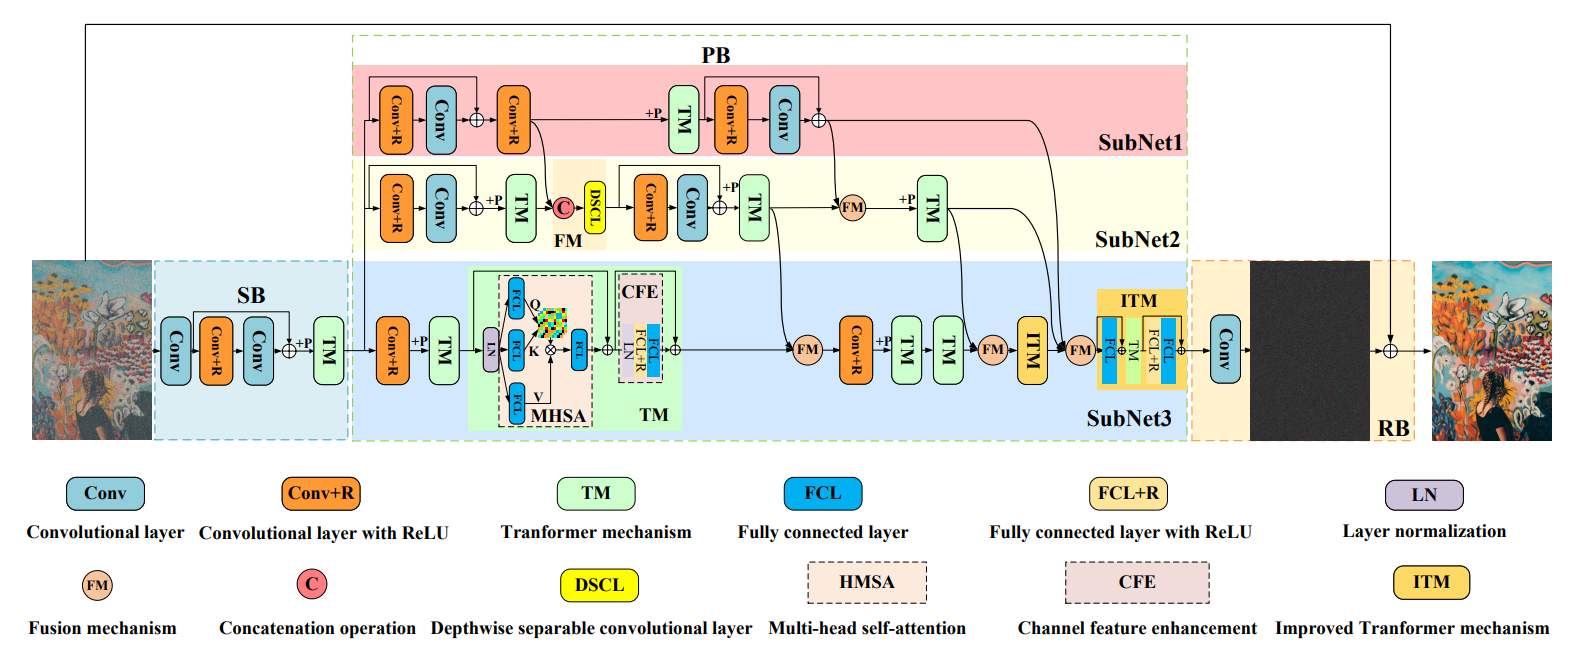 PB
Conv+R
Conv
Conv+R
+P
TM
Conv+R
Conv
SubNet1
Conv+R
Conv
+P
TM
C
DSCL
FM
Conv+R
Conv
+P
TM
FM
+P
TM
SubNet2
SB
Conv
Conv+R
Conv
+P
TM
Conv+R
+P
TM
LN
FCL
Q
FCL
K
FCL
V
FCL
MHSA
CFE
LN
FCL+R
FCL
TM
FM
Conv+R
+P
TM
TM
FM
ITM
FM
ITM
FCL
TM
FCL+R
FCL
SubNet3
Conv
RB
Conv
Conv+R
TM
FCL
FCL+R
LN
Convolutional layer
Convolutional layer with ReLU
Tranformer mechanism
Fully connected layer
Fully connected layer with ReLU
Layer normalization
FM
C
DSCL
HMSA
CFE
ITM
Fusion mechanism
Concatenation operation
Depthwise separable convolutional layer
Multi-head self-attention
Channel feature enhancement
Improved Tranformer mechanism